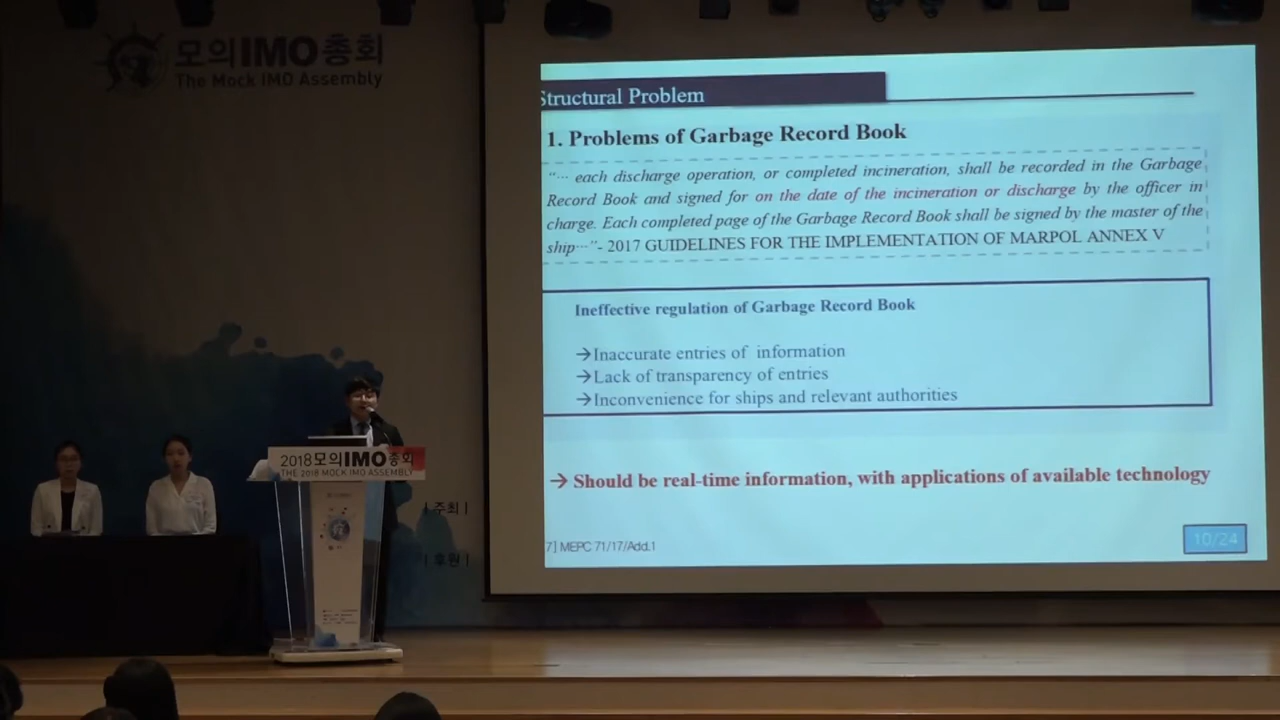 모의IMO총회
The Mock IMO Assembly
Structural Problem
1. Problems of Garbage Record Book
"··· each discharge operation, or completed incineration, shall be recorded in the Garbage
Record Book and signed for on the date of the incineration or discharge by the officer in
charge. Each completed page of the Garbage Record Book shall be signed by the master of the
ship···"- 2017 GUIDELINES FOR THE IMPLEMENTATION OF MARPOL ANNEX V
Ineffective regulation of Garbage Record Book
→Inaccurate entries of information
→Lack of transparency of entries
→Inconvenience for ships and relevant authorities
→ Should be real-time information, with applications of available technology
7] MEPC 71/17/Add.1
10/24
2018모의IMO총회
THE 2018 MOCK IMO ASSEMBLY
| 주최 |
| 후원 |